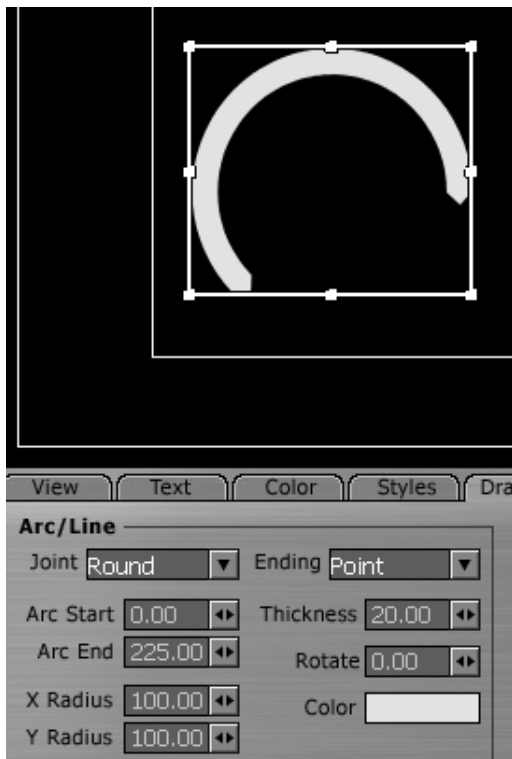 View Text Color Styles Dra
Arc/Line
Joint Round Ending Point
Arc Start 0.00 Thickness 20.00
Arc End 225.00 Rotate 0.00
X Radius 100.00 Color
Y Radius 100.00